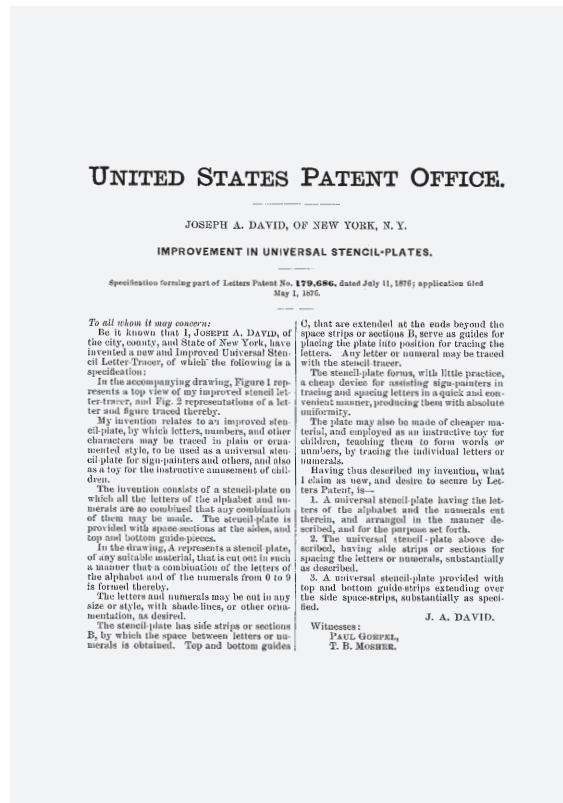 UNITED STATES PATENT OFFICE.
JOSEPH A. DAVID, OF NEW YORK, N. Y.
IMPROVEMENT IN UNIVERSAL STENCIL-PLATES.
Specification forming part of Letters Patent No. 179,686, dated July 11, 1876; application filed
May 1, 1876.
To all whom it may concern:
Be it known that I, JOSEPH A. DAVID, of
the city, county, and State of New York, have
invented a new and Improved Universal Sten-
cil Letter-Tracer, of which the following is a
specification:
In the accompanying drawing, Figure 1 rep-
resents a top view of my improved stencil let-
ter-tracer, and Fig. 2 representations of a let-
ter and figure traced thereby.
My invention relates to an improved sten-
cil-plate, by which letters, numbers, and other
characters may be traced in plain or orna-
mented style, to be used as a universal sten-
cil-plate for sign-painters and others, and also
as a toy for the instructive amusement of chil-
dren.
The invention consists of a stencil-plate on
which all the letters of the alphabet and nu-
merals are so combined that any combination
of them may be made. The stencil-plate is
provided with space-sections at the sides, and
top and bottom guide-pieces.
In the drawing, A represents a stencil-plate,
of any suitable material, that is cut out in such
a manner that a combination of the letters of
the alphabet and of the numerals from 0 to 9
is formed thereby.
The letters and numerals may be cut in any
size or style, with shade-lines, or other orna-
mentation, as desired.
The stencil-plate has side strips or sections
B, by which the space between letters or nu-
merals is obtained. Top and bottom guides
C, that are extended at the ends beyond the
space strips or sections B, serve as guides for
placing the plate into position for tracing the
letters. Any letter or numeral may be traced
with the stencil-tracer.
The stencil-plate forms, with little practice,
a cheap device for assisting sign-painters in
tracing and spacing letters in a quick and con-
venient manner, producing them with absolute
uniformity.
The plate may also be made of cheaper ma-
terial, and employed as an instructive toy for
children, teaching them to form words or
numbers, by tracing the individual letters or
numerals.
Having thus described my invention, what
I claim as new, and desire to secure by Let-
ters Patent, is—
1. A universal stencil-plate having the let-
ters of the alphabet and the numerals cut
therein, and arranged in the manner de-
scribed, and for the purpose set forth.
2. The universal stencil-plate above de-
scribed, having side strips or sections for
spacing the letters or numerals, substantially
as described.
3. A universal stencil-plate provided with
top and bottom guide-strips extending over
the side space-strips, substantially as speci-
fied.
J. A. DAVID.
Witnesses:
PAUL GOEPEL,
T. B. MOSHER.